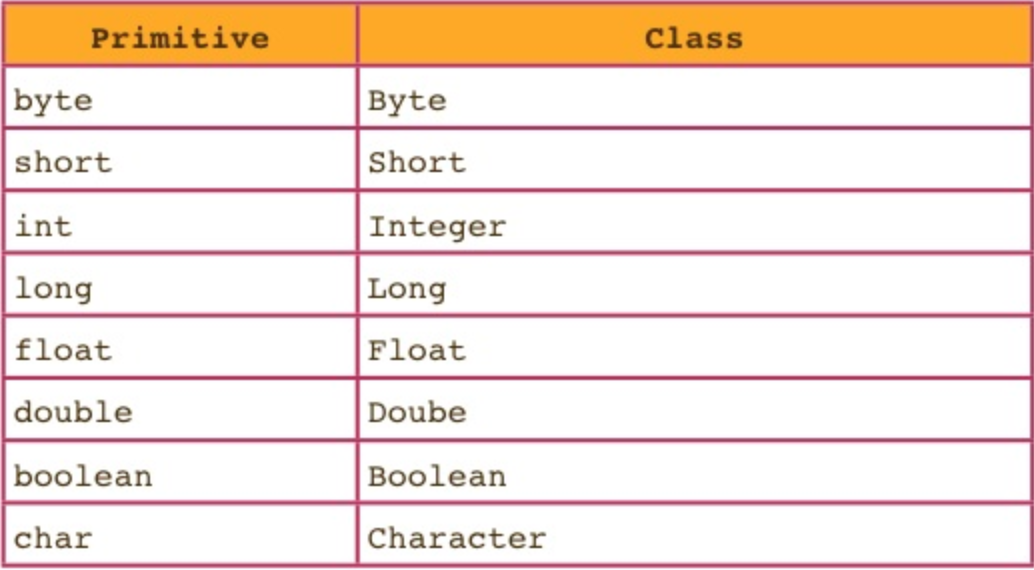 Primitive Class
byte Byte
short Short
int Integer
long Long
float Float
double Doube
boolean Boolean
char Character